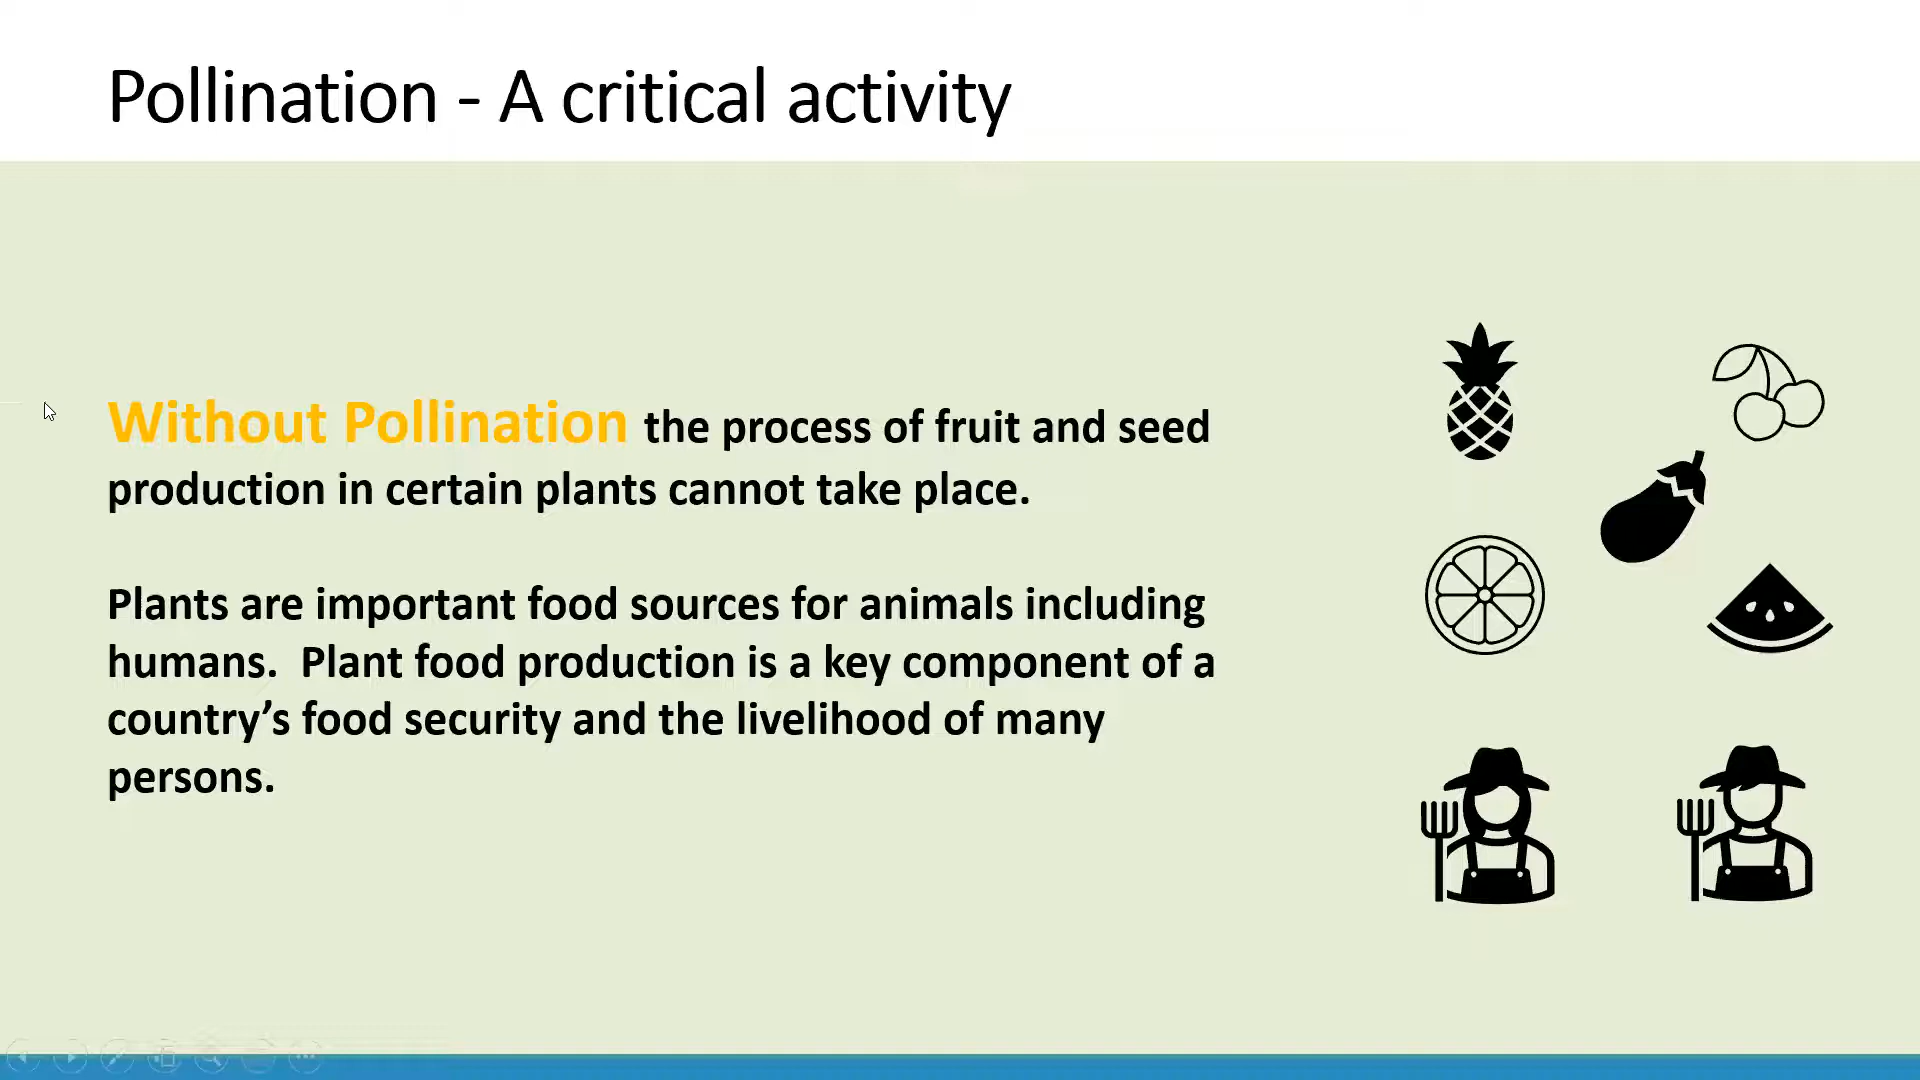 Pollination - A critical activity
Without Pollination the process of fruit and seed
production in certain plants cannot take place.
Plants are important food sources for animals including
humans.  Plant food production is a key component of a
country’s food security and the livelihood of many
persons.